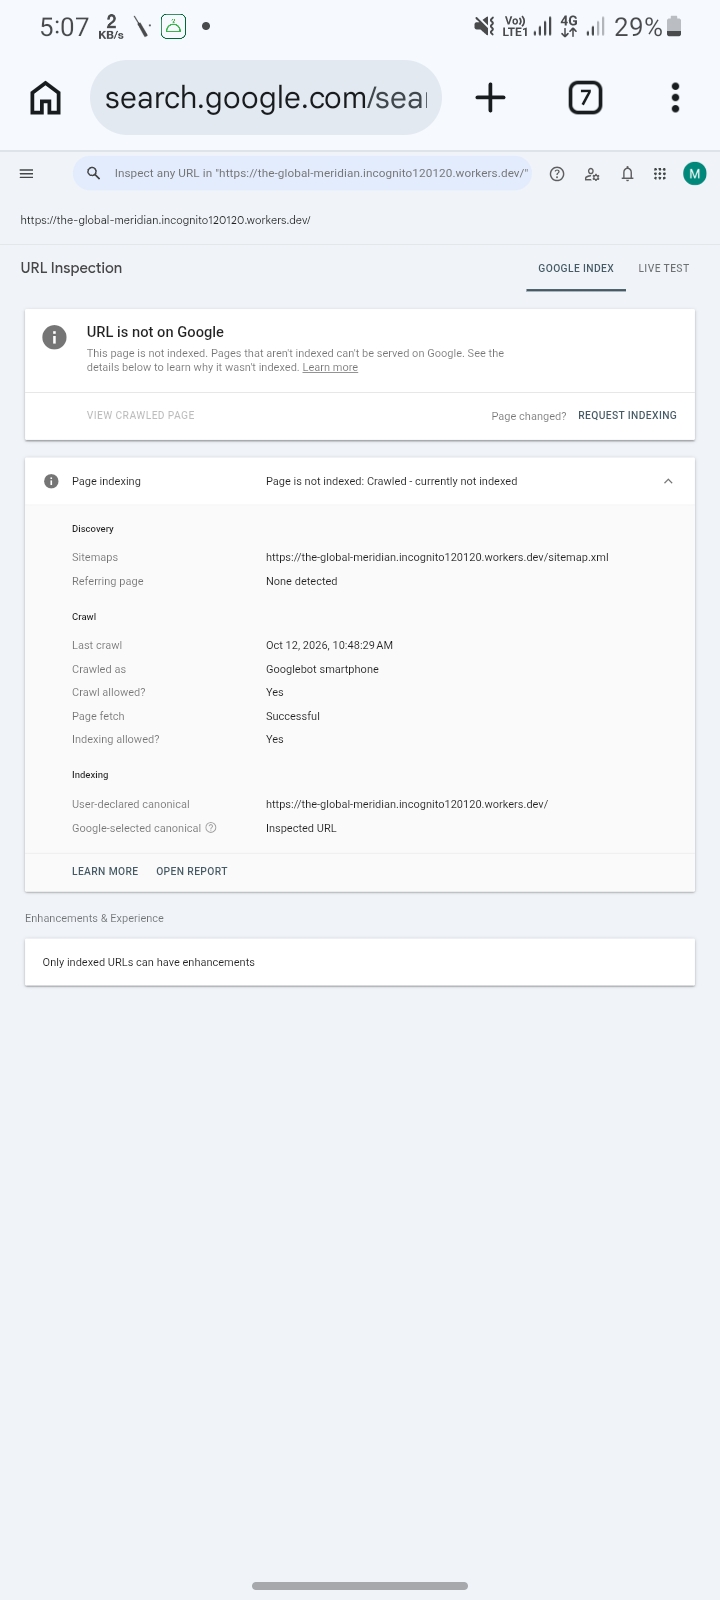 5:07 2 KB/s Vo)) LTE1 4G 29%
search.google.com/sear 7
Inspect any URL in "https://the-global-meridian.incognito120120.workers.dev/" M
https://the-global-meridian.incognito120120.workers.dev/
URL Inspection GOOGLE INDEX LIVE TEST
URL is not on Google
This page is not indexed. Pages that aren't indexed can't be served on Google. See the
details below to learn why it wasn't indexed. Learn more
VIEW CRAWLED PAGE Page changed? REQUEST INDEXING
Page indexing Page is not indexed: Crawled - currently not indexed
Discovery
Sitemaps https://the-global-meridian.incognito120120.workers.dev/sitemap.xml
Referring page None detected
Crawl
Last crawl Oct 12, 2026, 10:48:29 AM
Crawled as Googlebot smartphone
Crawl allowed? Yes
Page fetch Successful
Indexing allowed? Yes
Indexing
User-declared canonical https://the-global-meridian.incognito120120.workers.dev/
Google-selected canonical Inspected URL
LEARN MORE OPEN REPORT
Enhancements & Experience
Only indexed URLs can have enhancements